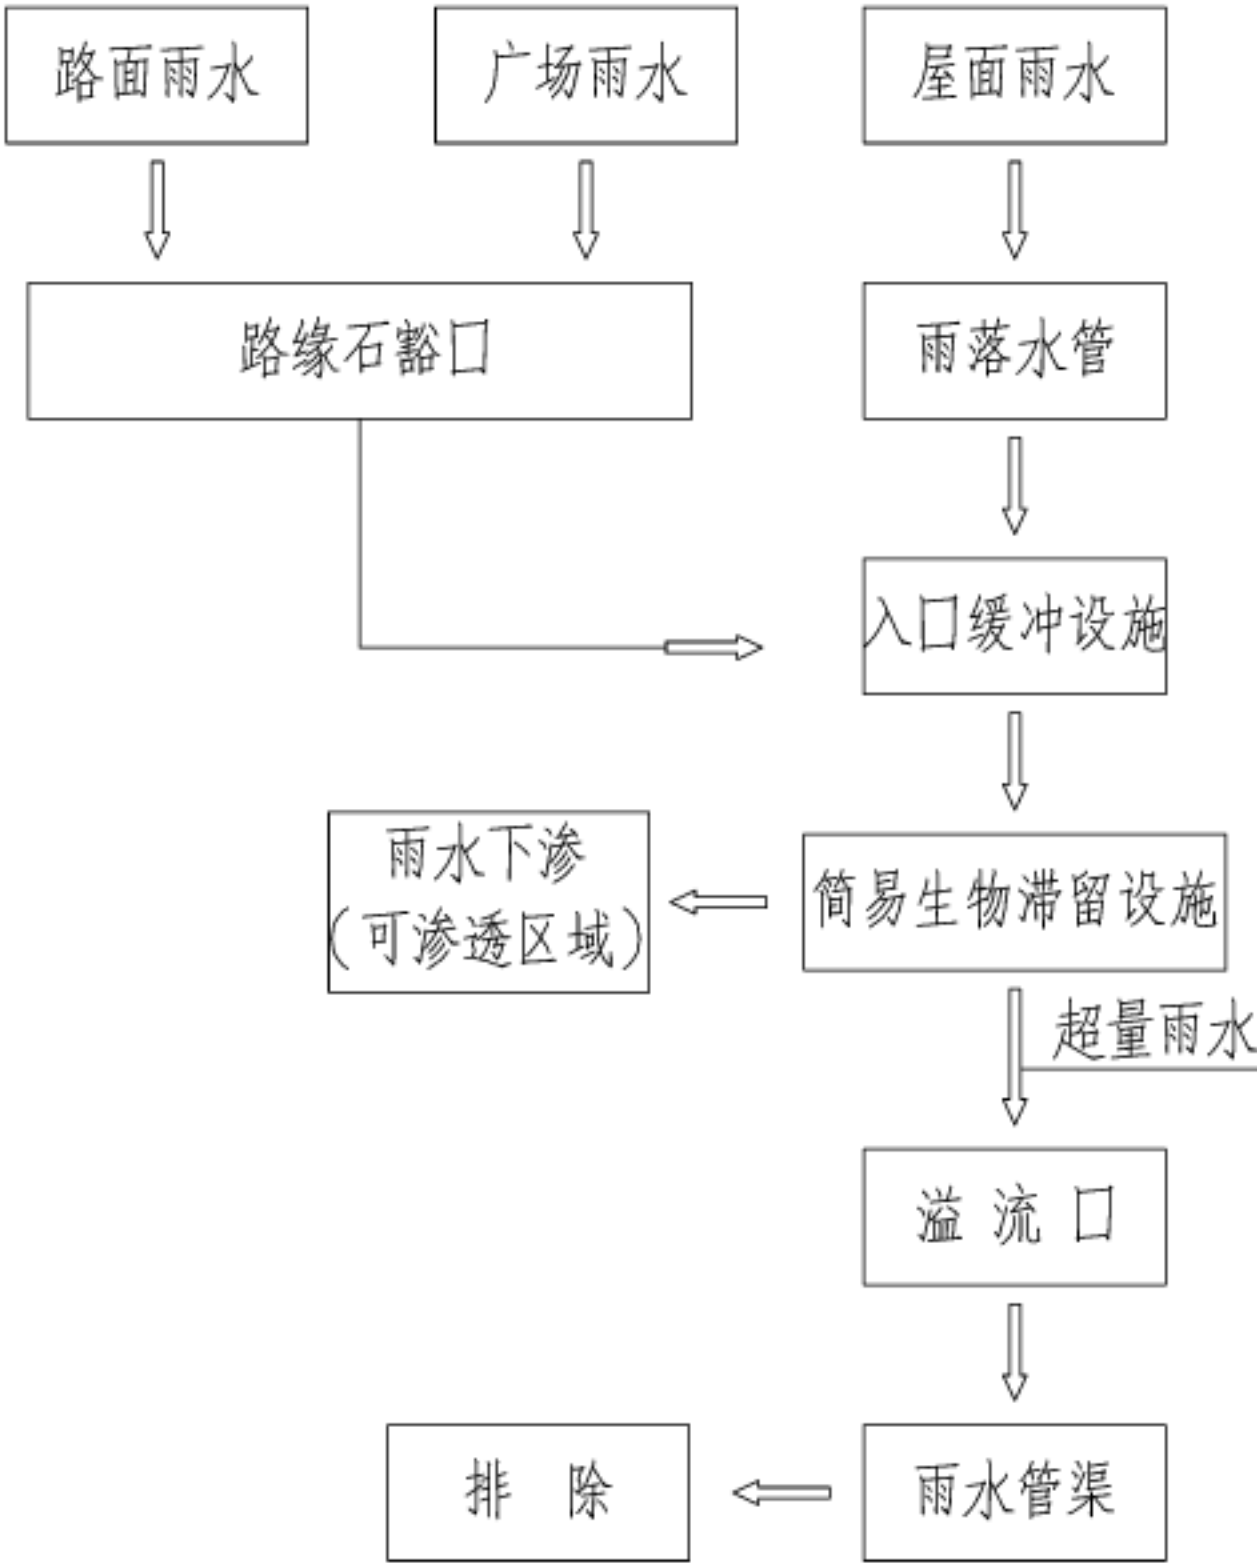 路面雨水
广场雨水
屋面雨水
路缘石豁口
雨落水管
入口缓冲设施
雨水下渗
(可渗透区域)
简易生物滞留设施
超量雨水
溢 流 口
排 除
雨水管渠